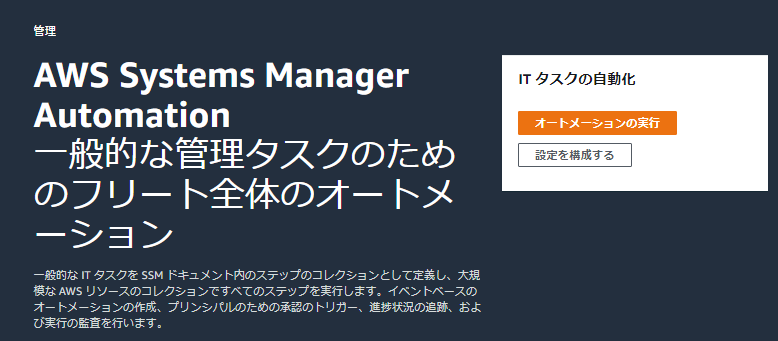 管理
AWS Systems Manager
Automation
一般的な管理タスクのため
のフリート全体のオートメ
ーション
一般的な IT タスクを SSM ドキュメント内のステップのコレクションとして定義し、大規
模な AWS リソースのコレクションですべてのステップを実行します。イベントベースの
オートメーションの作成、プリンシパルのための承認のトリガー、進捗状況の追跡、およ
び実行の監査を行います。
IT タスクの自動化
オートメーションの実行
設定を構成する